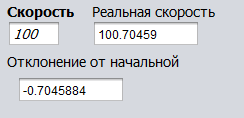 Скорость Реальная скорость
100 100.70459
Отклонение от начальной
-0.7045884